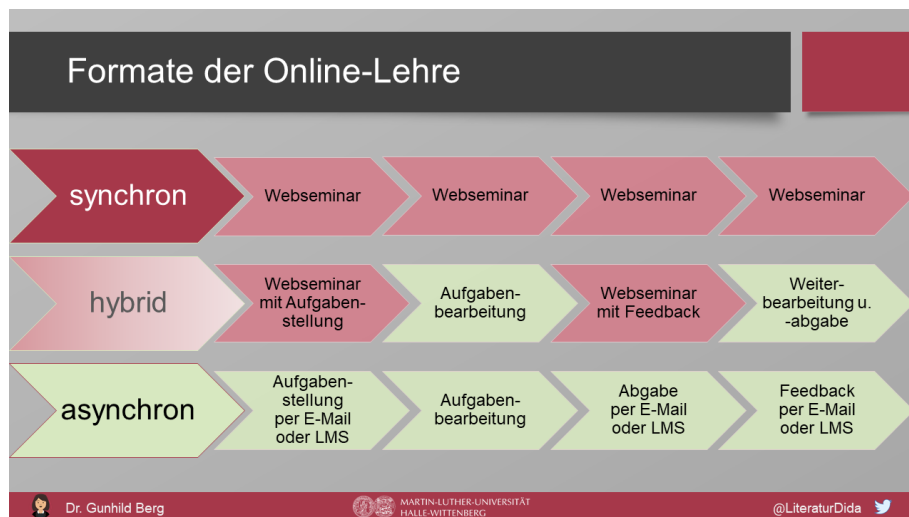 Formate der Online-Lehre
synchron
Webseminar
Webseminar
Webseminar
Webseminar
hybrid
Webseminar
mit Aufgaben-
stellung
Aufgaben-
bearbeitung
Webseminar
mit Feedback
Weiter-
bearbeitung u.
-abgabe
asynchron
Aufgaben-
stellung
per E-Mail
oder LMS
Aufgaben-
bearbeitung
Abgabe
per E-Mail
oder LMS
Feedback
per E-Mail
oder LMS
Dr. Gunhild Berg
MARTIN-LUTHER-UNIVERSITÄT
HALLE-WITTENBERG
@LiteraturDida